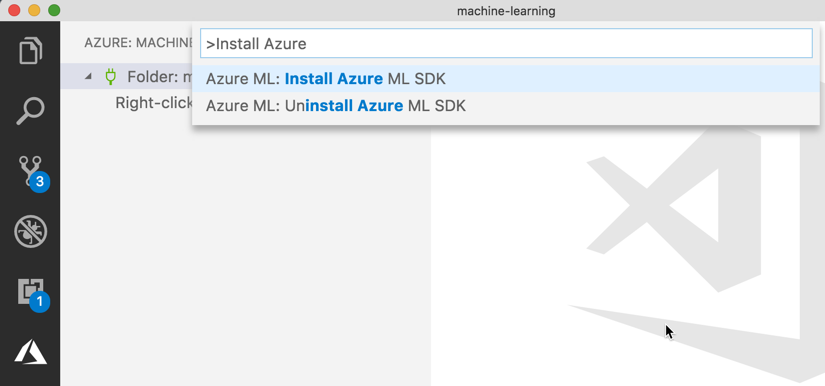 machine-learning
AZURE: MACHINE
>Install Azure
Folder: m
Azure ML: Install Azure ML SDK
Right-click
Azure ML: Uninstall Azure ML SDK
3
1